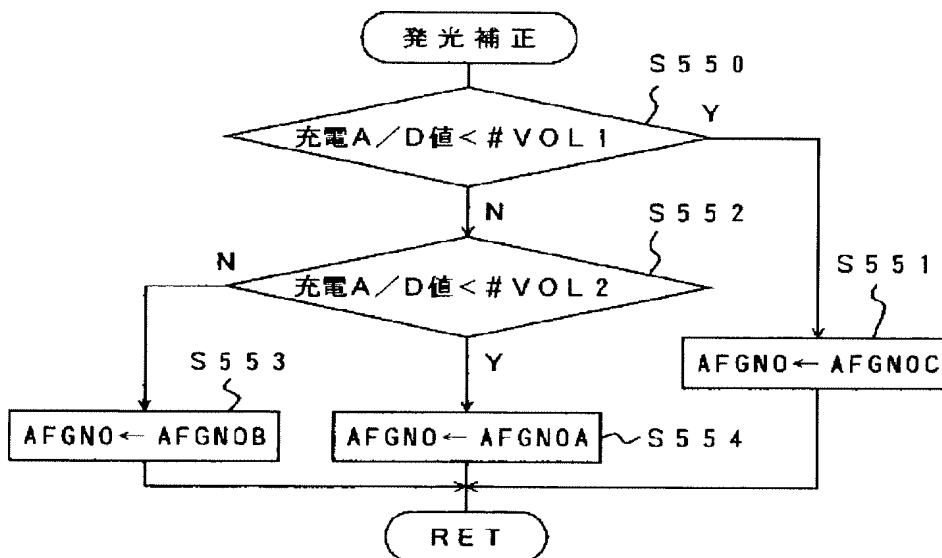 発光補正
S550
充電A/D値<#VOL1
Y
N
S552
充電A/D値<#VOL2
N
Y
S551
AFGNO←AFGNOC
S553
AFGNO←AFGNOB
AFGNO←AFGNOA
S554
RET